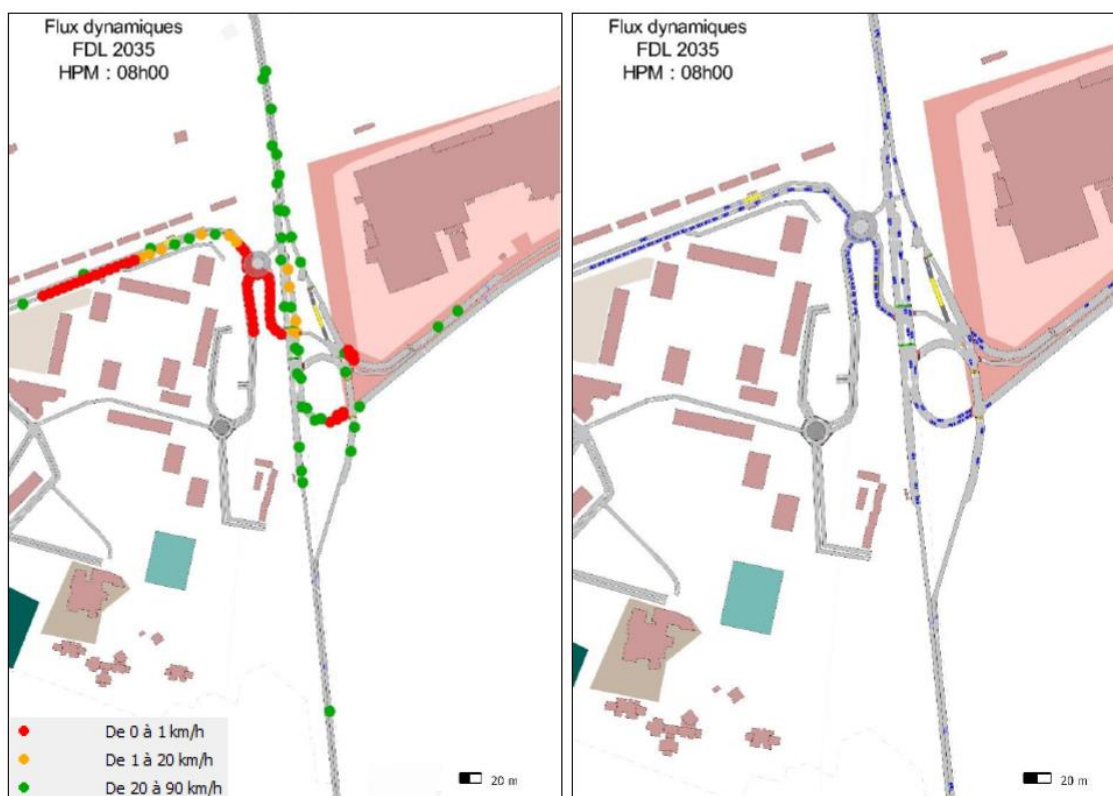 Flux dynamiques
FDL 2035
HPM : 08h00
De 0 à 1 km/h
De 1 à 20 km/h
De 20 à 90 km/h
20 m
Flux dynamiques
FDL 2035
HPM : 08h00
20 m